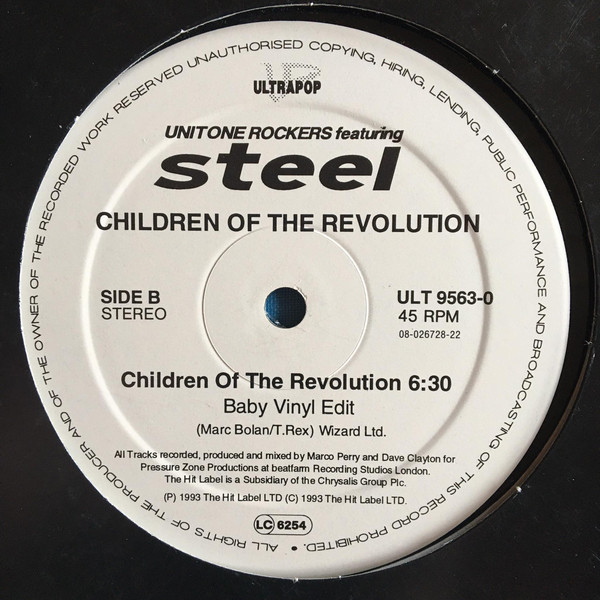 ULTRAPOP
UNITONE ROCKERS featuring
steel
CHILDREN OF THE REVOLUTION
SIDE B
STEREO
ULT 9563-0
45 RPM
08-026728-22
Children Of The Revolution 6:30
Baby Vinyl Edit
(Marc Bolan/T.Rex) Wizard Ltd.
All Tracks recorded, produced and mixed by Marco Perry and Dave Clayton for
Pressure Zone Productions at beatfarm Recording Studios London.
The Hit Label is a Subsidiary of the Chrysalis Group Plc.
(P) 1993 The Hit Label LTD (C) 1993 The Hit Label LTD.
LC 6254
ALL RIGHTS OF THE PRODUCER AND OF THE OWNER OF THE RECORDED WORK RESERVED UNAUTHORISED COPYING, HIRING, LENDING, PUBLIC PERFORMANCE AND BROADCASTING OF THIS RECORD PROHIBITED. •